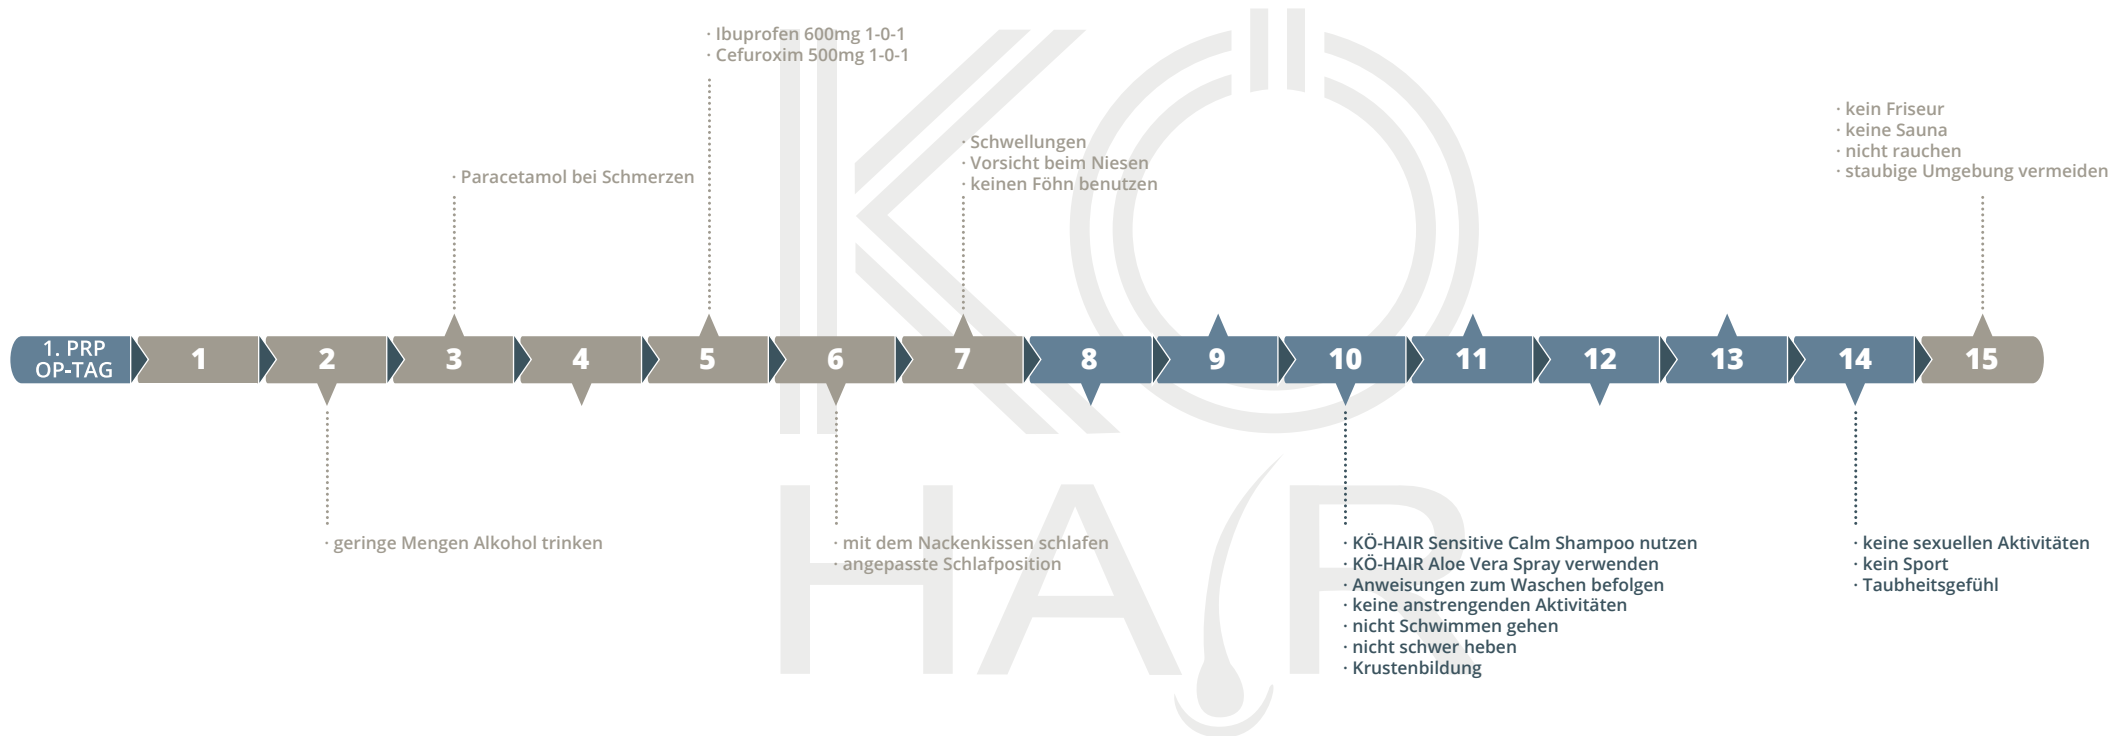 · Ibuprofen 600mg 1-0-1
· Cefuroxim 500mg 1-0-1
· kein Friseur
· keine Sauna
· nicht rauchen
· staubige Umgebung vermeiden
· Schwellungen
· Vorsicht beim Niesen
· keinen Föhn benutzen
· Paracetamol bei Schmerzen
1. PRP
OP-TAG
1
2
3
4
5
6
7
8
9
10
11
12
13
14
15
· geringe Mengen Alkohol trinken
· mit dem Nackenkissen schlafen
· angepasste Schlafposition
· KÖ-HAIR Sensitive Calm Shampoo nutzen
· KÖ-HAIR Aloe Vera Spray verwenden
· Anweisungen zum Waschen befolgen
· keine anstrengenden Aktivitäten
· nicht Schwimmen gehen
· nicht schwer heben
· Krustenbildung
· keine sexuellen Aktivitäten
· kein Sport
· Taubheitsgefühl
KÖ
HAIR